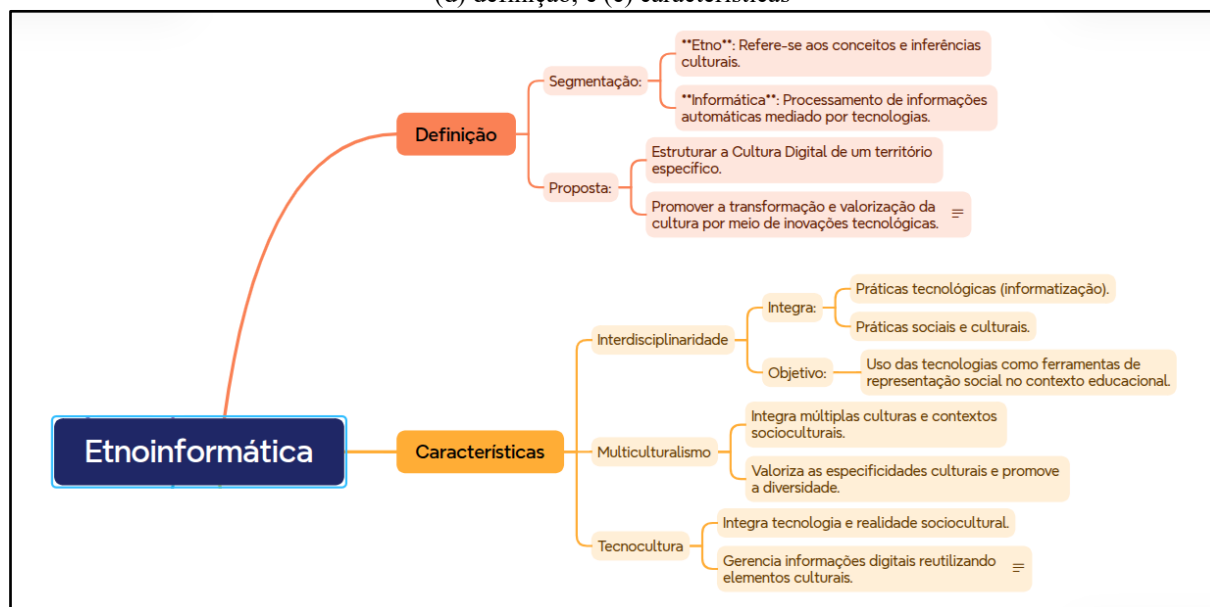 (d) definição; e (e) características
**Etno**: Refere-se aos conceitos e inferências
culturais.
Segmentação:
**Informática**: Processamento de informações
automáticas mediado por tecnologias.
Definição
Estruturar a Cultura Digital de um território
específico.
Proposta:
Promover a transformação e valorização da
cultura por meio de inovações tecnológicas.
Práticas tecnológicas (informatização).
Integra:
Práticas sociais e culturais.
Interdisciplinaridade
Objetivo:
Uso das tecnologias como ferramentas de
representação social no contexto educacional.
Etnoinformática
Características
Integra múltiplas culturas e contextos
socioculturais.
Multiculturalismo
Valoriza as especificidades culturais e promove
a diversidade.
Integra tecnologia e realidade sociocultural.
Tecnocultura
Gerencia informações digitais reutilizando
elementos culturais.